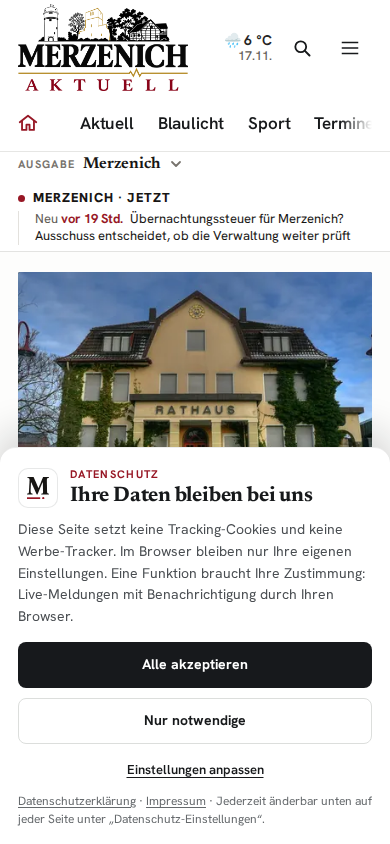 MERZENICH
AKTUELL
6 °C
17.11.
Aktuell Blaulicht Sport Termine
AUSGABE Merzenich
MERZENICH · JETZT
Neu vor 19 Std. Übernachtungssteuer für Merzenich?
Ausschuss entscheidet, ob die Verwaltung weiter prüft
RATHAUS
M
DATENSCHUTZ
Ihre Daten bleiben bei uns
Diese Seite setzt keine Tracking-Cookies und keine
Werbe-Tracker. Im Browser bleiben nur Ihre eigenen
Einstellungen. Eine Funktion braucht Ihre Zustimmung:
Live-Meldungen mit Benachrichtigung durch Ihren
Browser.
Alle akzeptieren
Nur notwendige
Einstellungen anpassen
Datenschutzerklärung · Impressum · Jederzeit änderbar unten auf
jeder Seite unter „Datenschutz-Einstellungen“.